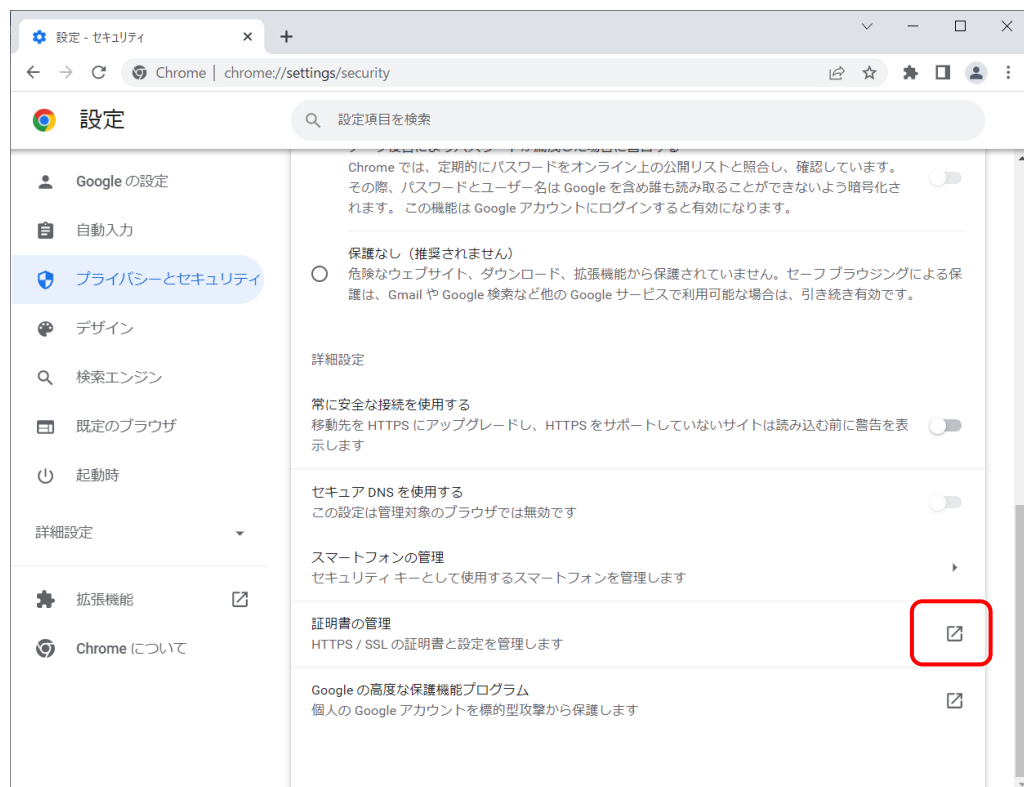 設定 - セキュリティ
Chrome
chrome://settings/security
設定
設定項目を検索
Google の設定
自動入力
プライバシーとセキュリティ
デザイン
検索エンジン
既定のブラウザ
起動時
詳細設定
拡張機能
Chrome について
Chrome では、定期的にパスワードをオンライン上の公開リストと照合し、確認しています。
その際、パスワードとユーザー名は Google を含め誰も読み取ることができないよう暗号化さ
れます。 この機能は Google アカウントにログインすると有効になります。
保護なし（推奨されません）
危険なウェブサイト、ダウンロード、拡張機能から保護されていません。セーフ ブラウジングによる保
護は、Gmail や Google 検索など他の Google サービスで利用可能な場合は、引き続き有効です。
詳細設定
常に安全な接続を使用する
移動先を HTTPS にアップグレードし、HTTPS をサポートしていないサイトは読み込む前に警告を表
示します
セキュア DNS を使用する
この設定は管理対象のブラウザでは無効です
スマートフォンの管理
セキュリティ キーとして使用するスマートフォンを管理します
証明書の管理
HTTPS / SSL の証明書と設定を管理します
Google の高度な保護機能プログラム
個人の Google アカウントを標的型攻撃から保護します